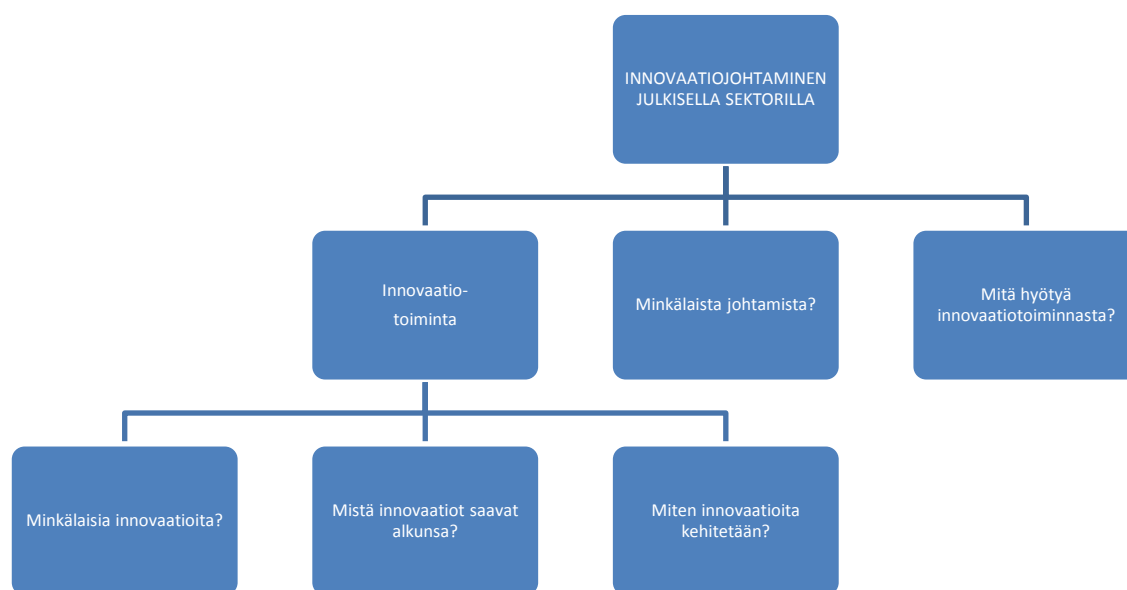 INNOVAATIOJOHTAMINEN
JULKISELLA SEKTORILLA
Innovaatio-
toiminta
Minkälaista johtamista?
Mitä hyötyä
innovaatiotoiminnasta?
Minkälaisia innovaatioita?
Mistä innovaatiot saavat
alkunsa?
Miten innovaatioita
kehitetään?